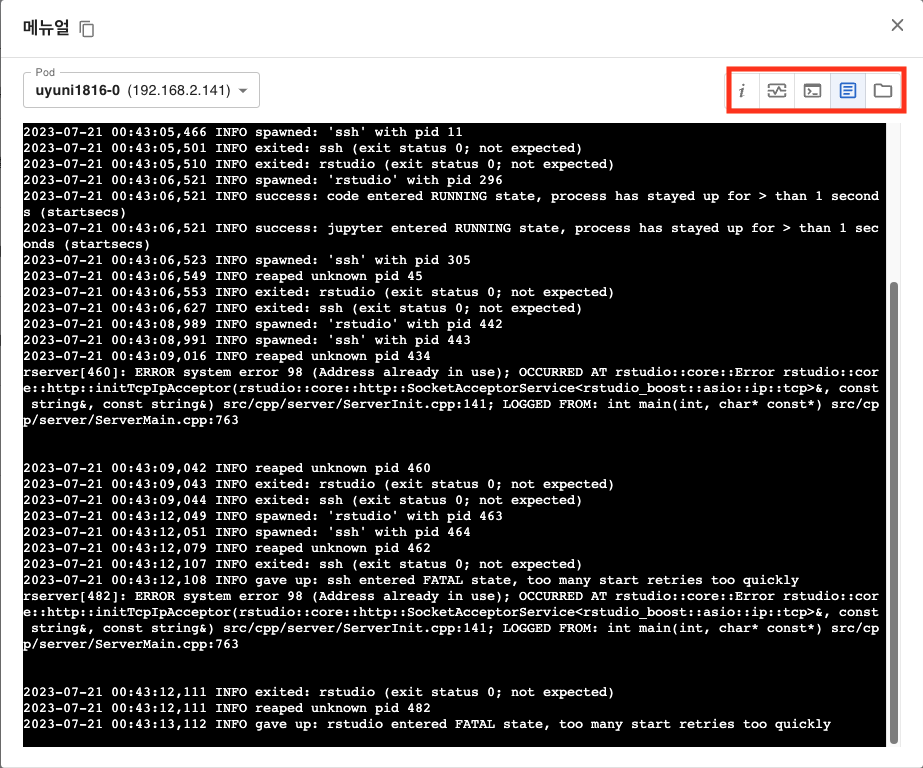 메뉴얼
Pod
uyuni1816-0 (192.168.2.141)
i
2023-07-21 00:43:05,466 INFO spawned: 'ssh' with pid 11
2023-07-21 00:43:05,501 INFO exited: ssh (exit status 0; not expected)
2023-07-21 00:43:05,510 INFO exited: rstudio (exit status 0; not expected)
2023-07-21 00:43:06,521 INFO spawned: 'rstudio' with pid 296
2023-07-21 00:43:06,521 INFO success: code entered RUNNING state, process has stayed up for > than 1 second
s (startsecs)
2023-07-21 00:43:06,521 INFO success: jupyter entered RUNNING state, process has stayed up for > than 1 sec
onds (startsecs)
2023-07-21 00:43:06,523 INFO spawned: 'ssh' with pid 305
2023-07-21 00:43:06,549 INFO reaped unknown pid 45
2023-07-21 00:43:06,553 INFO exited: rstudio (exit status 0; not expected)
2023-07-21 00:43:06,627 INFO exited: ssh (exit status 0; not expected)
2023-07-21 00:43:08,989 INFO spawned: 'rstudio' with pid 442
2023-07-21 00:43:08,991 INFO spawned: 'ssh' with pid 443
2023-07-21 00:43:09,016 INFO reaped unknown pid 434
rserver[460]: ERROR system error 98 (Address already in use); OCCURRED AT rstudio::core::Error rstudio::cor
e::http::initTcpIpAcceptor(rstudio::core::http::SocketAcceptorService<rstudio_boost::asio::ip::tcp>&, const
string&, const string&) src/cpp/server/ServerInit.cpp:141; LOGGED FROM: int main(int, char* const*) src/cp
p/server/ServerMain.cpp:763
2023-07-21 00:43:09,042 INFO reaped unknown pid 460
2023-07-21 00:43:09,043 INFO exited: rstudio (exit status 0; not expected)
2023-07-21 00:43:09,044 INFO exited: ssh (exit status 0; not expected)
2023-07-21 00:43:12,049 INFO spawned: 'rstudio' with pid 463
2023-07-21 00:43:12,051 INFO spawned: 'ssh' with pid 464
2023-07-21 00:43:12,079 INFO reaped unknown pid 462
2023-07-21 00:43:12,107 INFO exited: ssh (exit status 0; not expected)
2023-07-21 00:43:12,108 INFO gave up: ssh entered FATAL state, too many start retries too quickly
rserver[482]: ERROR system error 98 (Address already in use); OCCURRED AT rstudio::core::Error rstudio::cor
e::http::initTcpIpAcceptor(rstudio::core::http::SocketAcceptorService<rstudio_boost::asio::ip::tcp>&, const
string&, const string&) src/cpp/server/ServerInit.cpp:141; LOGGED FROM: int main(int, char* const*) src/cp
p/server/ServerMain.cpp:763
2023-07-21 00:43:12,111 INFO exited: rstudio (exit status 0; not expected)
2023-07-21 00:43:12,111 INFO reaped unknown pid 482
2023-07-21 00:43:13,112 INFO gave up: rstudio entered FATAL state, too many start retries too quickly